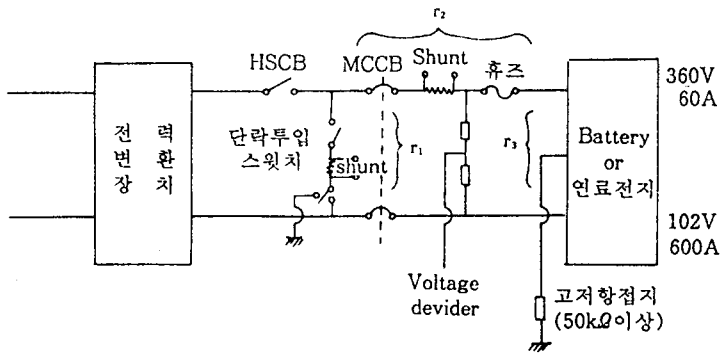 r₂
HSCB
MCCB
Shunt
휴즈
360V
60A
전 력
변 환
장 치
단락투입
스윗치
shunt
r₁
r₃
Battery
or
연료전지
102V
600A
Voltage
devider
고저항접지
(50kΩ이상)